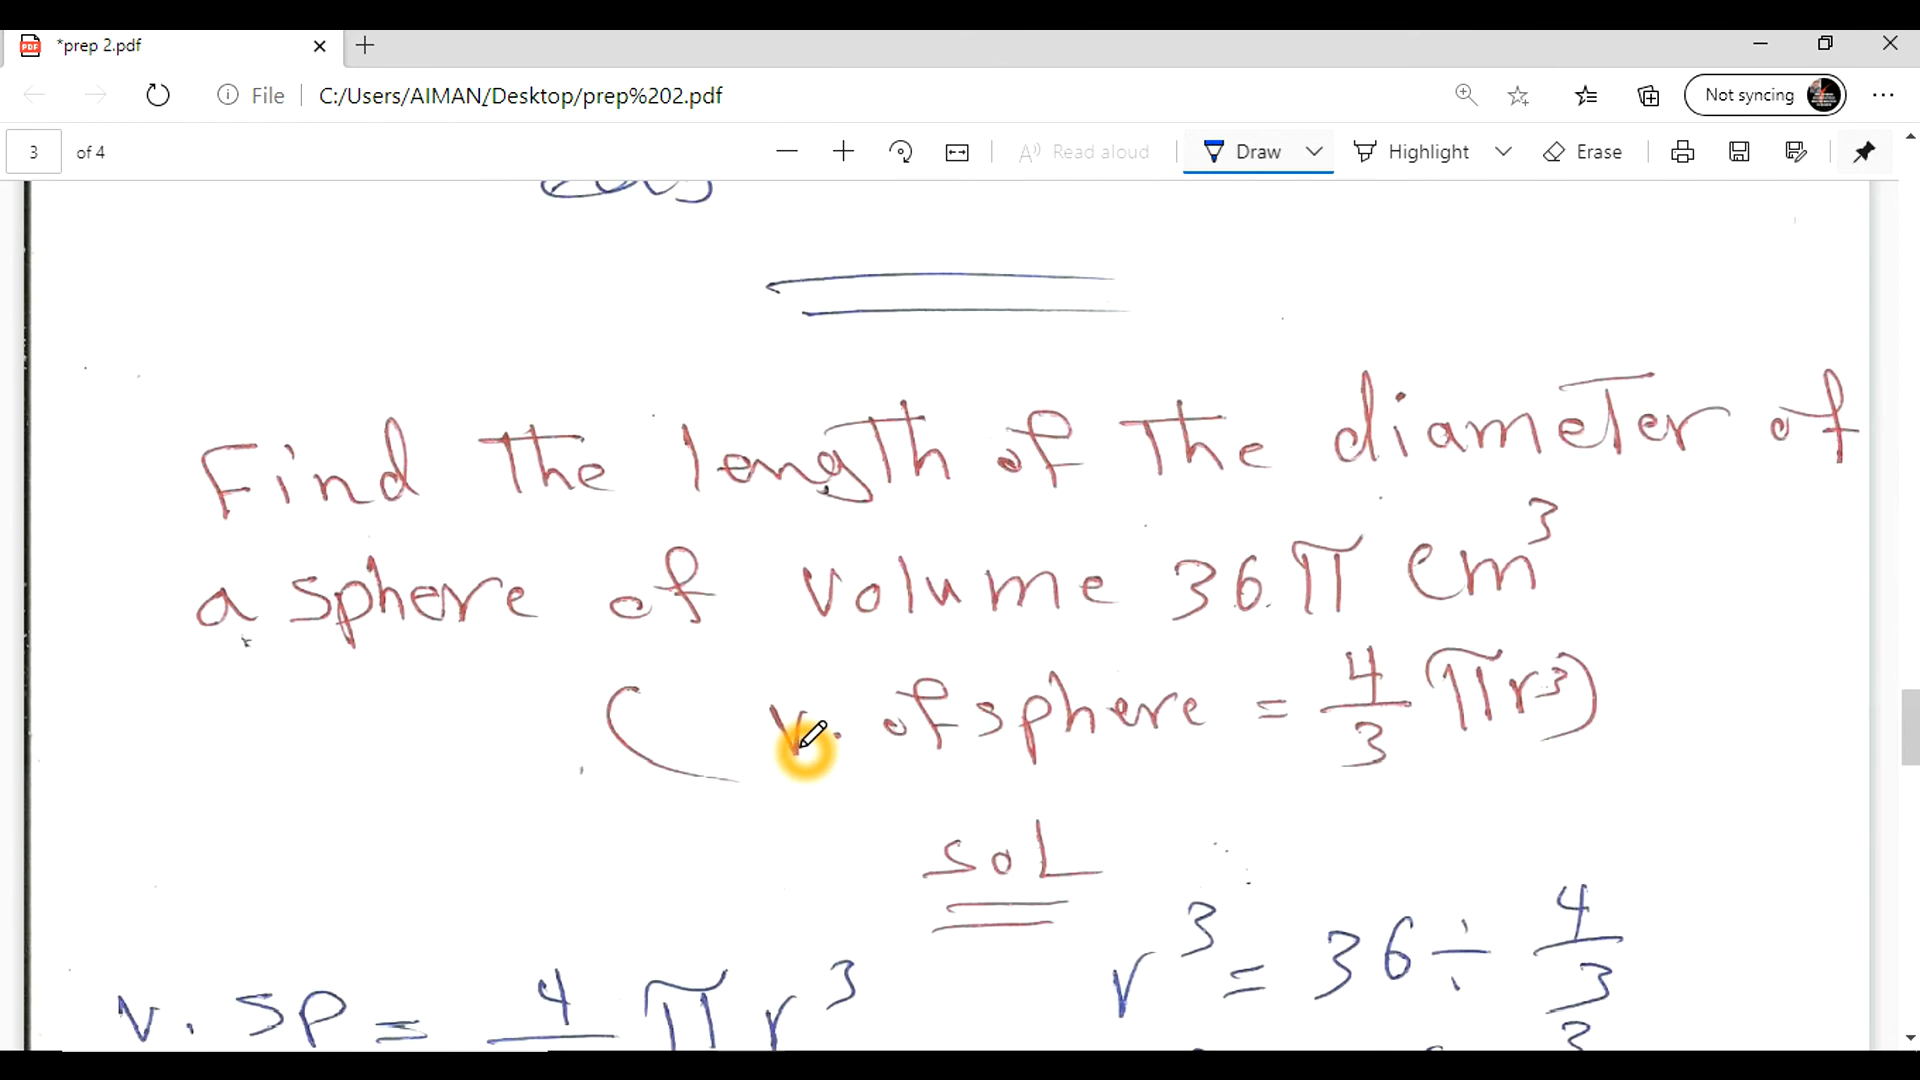 *prep 2.pdf
File C:/Users/AIMAN/Desktop/prep%202.pdf Not syncing
3 of 4 Read aloud Draw Highlight Erase
Find The length of The diameter of
a sphere of volume 36 π cm³
( v. of sphere = 4/3 π r³)
SoL
r³ = 36 ÷ 4/3
v. sp = 4 π r³